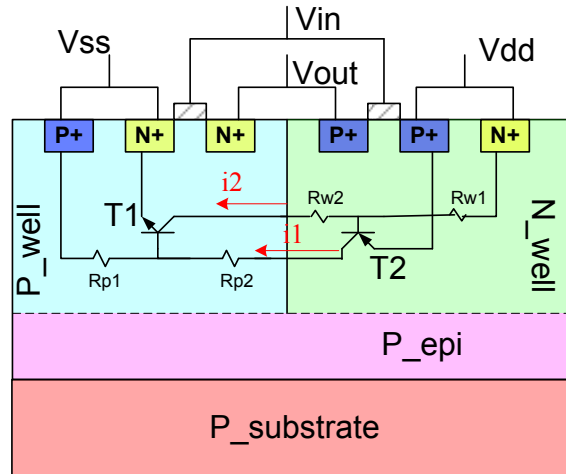 Vin
Vss
Vout
Vdd
P+
N+
N+
P+
P+
N+
i2
Rw2
Rw1
T1
i1
T2
Rp1
Rp2
P_well
N_well
P_epi
P_substrate